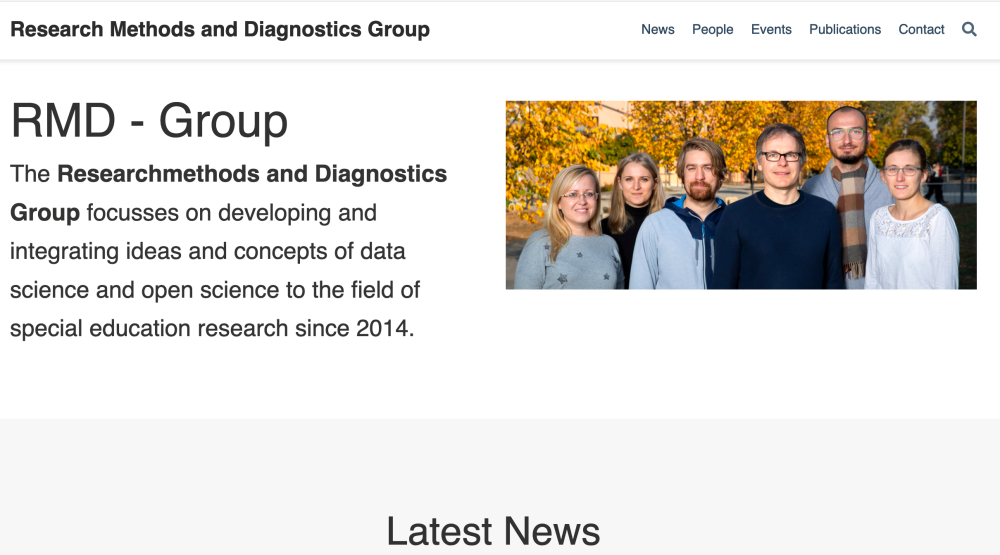 Research Methods and Diagnostics Group
News People Events Publications Contact
RMD - Group
The Researchmethods and Diagnostics
Group focusses on developing and
integrating ideas and concepts of data
science and open science to the field of
special education research since 2014.
Latest News